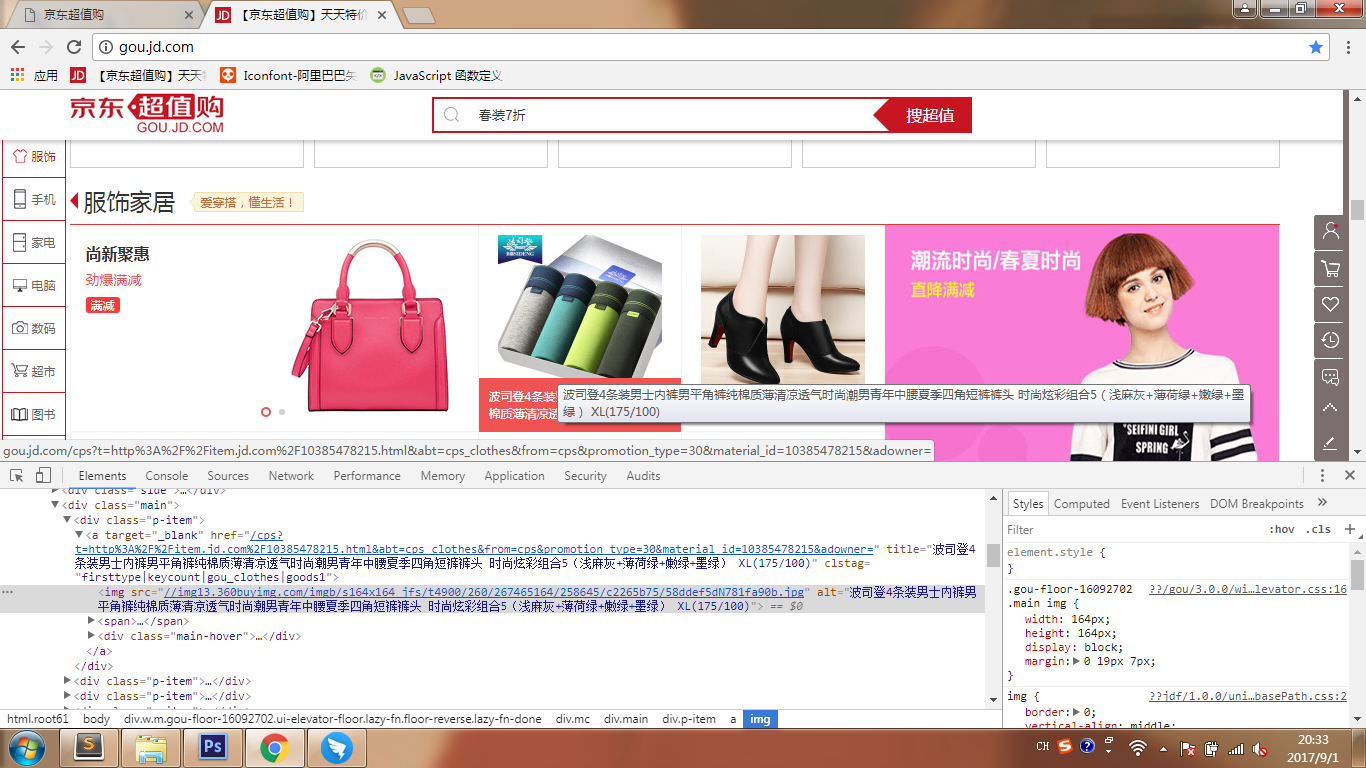 京东超值购
JD 【京东超值购】天天特价
gou.jd.com
应用
JD 【京东超值购】天天特
Iconfont-阿里巴巴矢
JavaScript 函数定义
京东超值购
GOU.JD.COM
春装7折
搜超值
服饰
手机
家电
电脑
数码
超市
图书
服饰家居
爱穿搭，懂生活！
尚新聚惠
劲爆满减
满减
波司登
BOSIDENG
波司登4条装
棉质薄清凉透
潮流时尚/春夏时尚
直降满减
SEIFINI GIRL
SPRING
波司登4条装男士内裤男平角裤纯棉质薄清凉透气时尚潮男青年中腰夏季四角短裤裤头 时尚炫彩组合5（浅麻灰+薄荷绿+嫩绿+墨
绿） XL(175/100)
gou.jd.com/cps?t=http%3A%2F%2Fitem.jd.com%2F10385478215.html&abt=cps_clothes&from=cps&promotion_type=30&material_id=10385478215&adowner=
Elements
Console
Sources
Network
Performance
Memory
Application
Security
Audits
<div class="side">…</div>
<div class="main">
<div class="p-item">
<a target="_blank" href="/cps?
t=http%3A%2F%2Fitem.jd.com%2F10385478215.html&abt=cps_clothes&from=cps&promotion_type=30&material_id=10385478215&adowner=" title="波司登4
条装男士内裤男平角裤纯棉质薄清凉透气时尚潮男青年中腰夏季四角短裤裤头 时尚炫彩组合5（浅麻灰+薄荷绿+嫩绿+墨绿） XL(175/100)" clstag=
"firsttype|keycount|gou_clothes|goods1">
<img src="//img13.360buyimg.com/imgb/s164x164_jfs/t4900/260/267465164/258645/c2265b75/58ddef5dN781fa90b.jpg" alt="波司登4条装男士内裤男
平角裤纯棉质薄清凉透气时尚潮男青年中腰夏季四角短裤裤头 时尚炫彩组合5（浅麻灰+薄荷绿+嫩绿+墨绿） XL(175/100)"> == $0
<span>…</span>
<div class="main-hover">…</div>
</a>
</div>
<div class="p-item">…</div>
<div class="p-item">…</div>
html.root61
body
div.w.m.gou-floor-16092702.ui-elevator-floor.lazy-fn.floor-reverse.lazy-fn-done
div.mc
div.main
div.p-item
a
img
Styles
Computed
Event Listeners
DOM Breakpoints
»
Filter
:hov
.cls
+
element.style {
}
.gou-floor-16092702 ??/gou/3.0.0/wi…levator.css:16
.main img {
width: 164px;
height: 164px;
display: block;
margin: 0 19px 7px;
}
img { ??jdf/1.0.0/uni…basePath.css:2
border: 0;
vertical-align: middle;
S
Ps
CH
S
20:33
2017/9/1